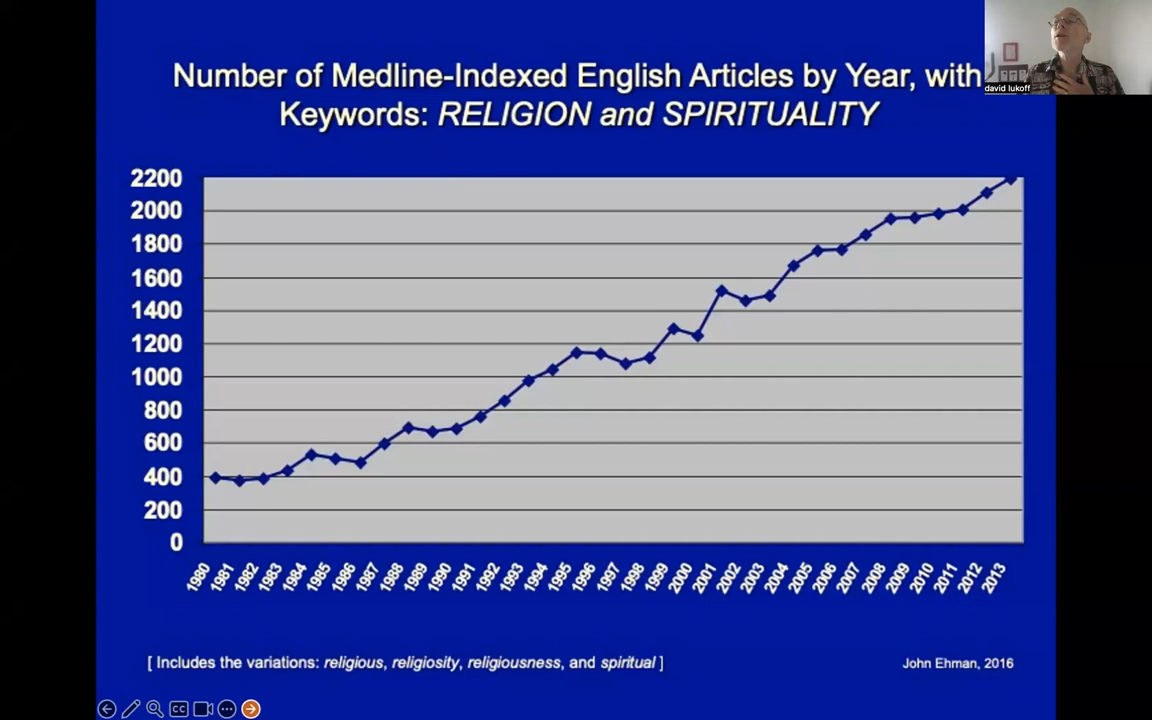 Number of Medline-Indexed English Articles by Year, with
Keywords: RELIGION and SPIRITUALITY
david lukoff
2200
2000
1800
1600
1400
1200
1000
800
600
400
200
0
1980 1981 1982 1983 1984 1985 1986 1987 1988 1989 1990 1991 1992 1993 1994 1995 1996 1997 1998 1999 2000 2001 2002 2003 2004 2005 2006 2007 2008 2009 2010 2011 2012 2013
[ Includes the variations: religious, religiosity, religiousness, and spiritual ]
John Ehman, 2016
CC